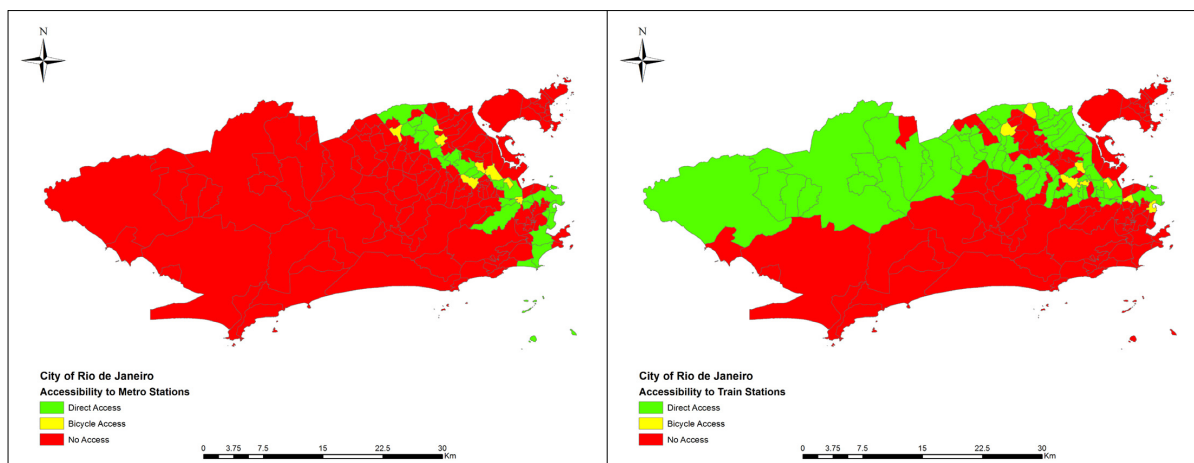 N
City of Rio de Janeiro
Accessibility to Metro Stations
Direct Access
Bicycle Access
No Access
0 3.75 7.5 15 22.5 30
Km
N
City of Rio de Janeiro
Accessibility to Train Stations
Direct Access
Bicycle Access
No Access
0 3.75 7.5 15 22.5 30
Km